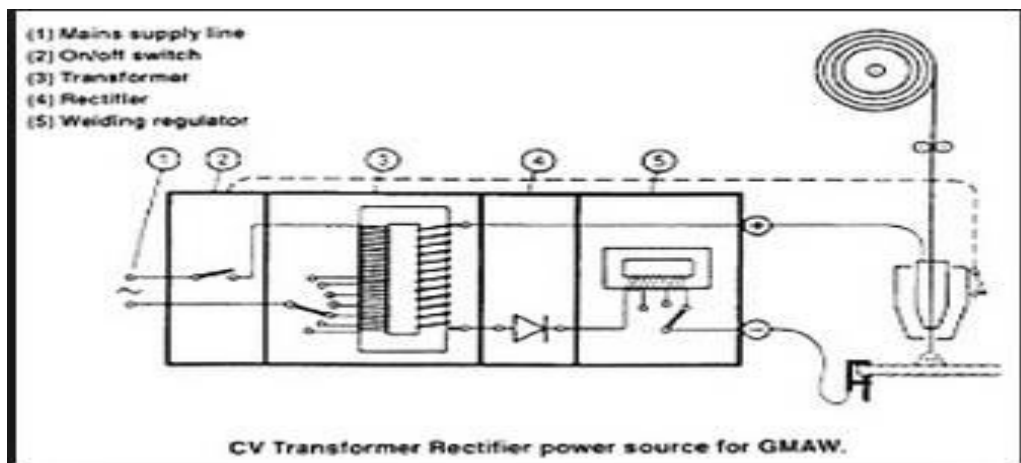 (1) Mains supply line
(2) On/off switch
(3) Transformer
(4) Rectifier
(5) Welding regulator
1 2 3 4 5
+
~
−
CV Transformer Rectifier power source for GMAW.